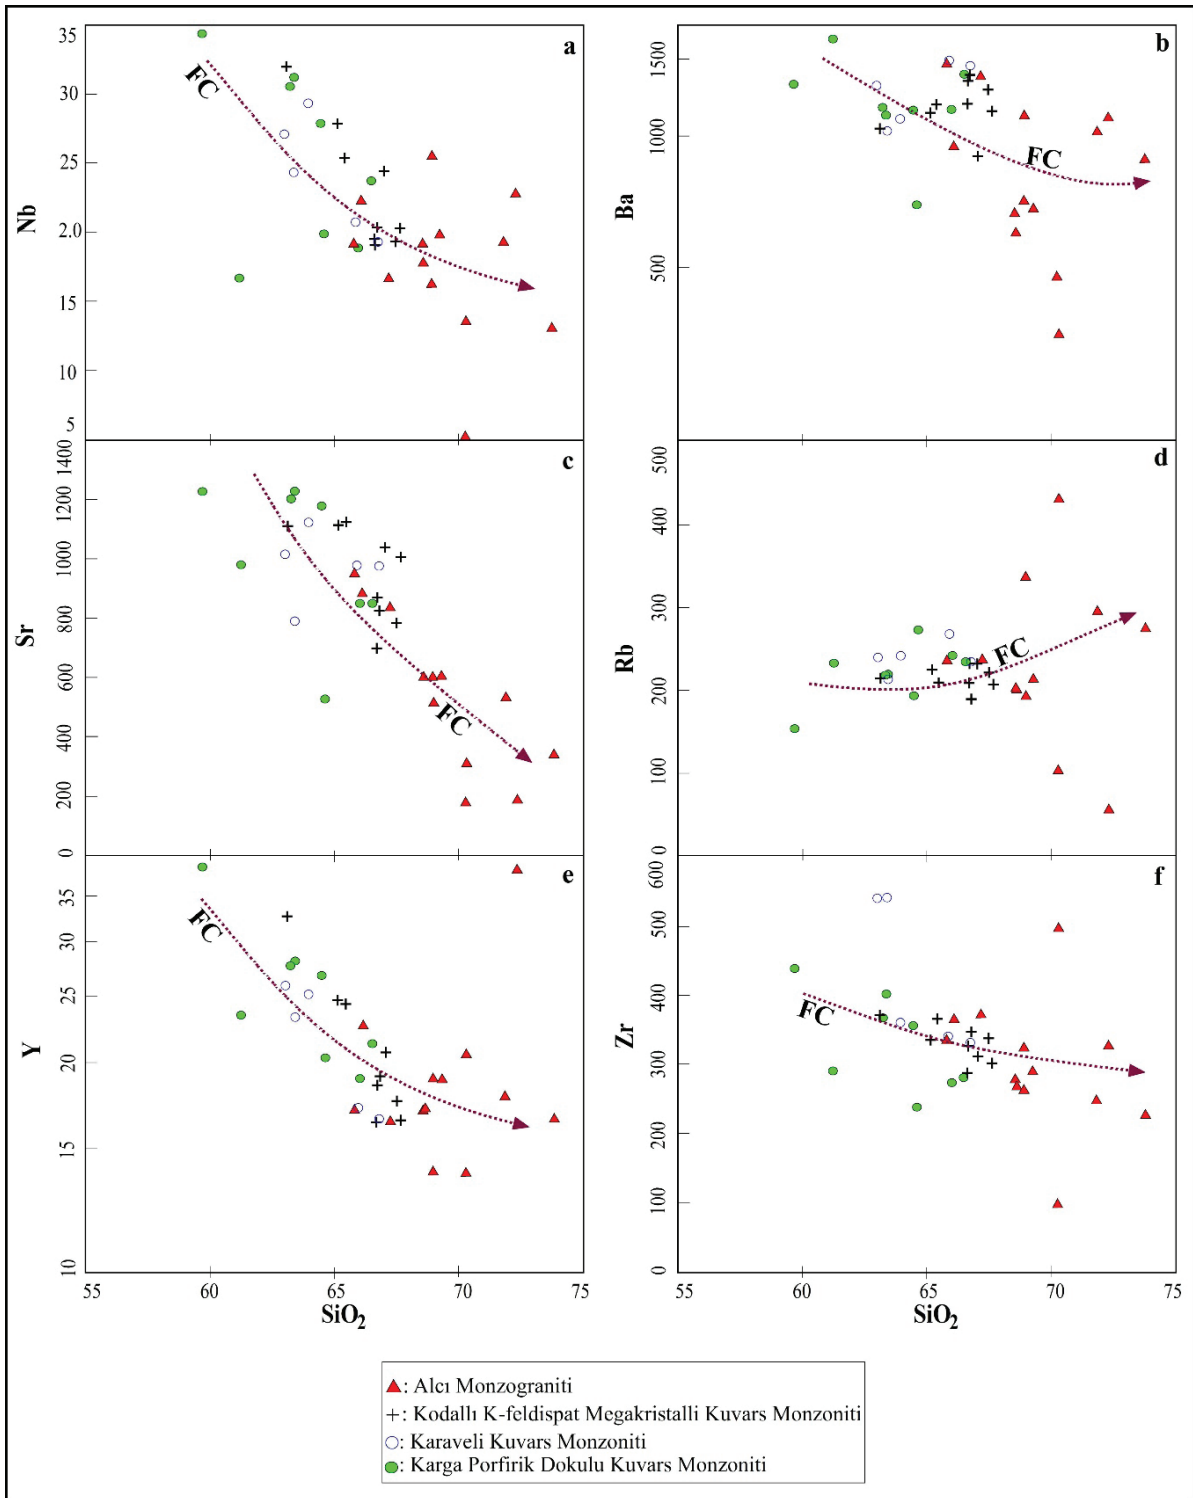 a
Nb
35
30
25
2.0
15
10
5
FC
b
Ba
1500
1000
500
FC
c
Sr
1400
1200
1000
800
600
400
200
0
FC
d
Rb
500
400
300
200
100
0
FC
e
Y
35
30
25
20
15
10
FC
f
Zr
600
500
400
300
200
100
0
FC
55 60 65 70 75
SiO₂
60 65 70 75
SiO₂
: Alcı Monzograniti
: Kodallı K-feldispat Megakristalli Kuvars Monzoniti
: Karaveli Kuvars Monzoniti
: Karga Porfirik Dokulu Kuvars Monzoniti